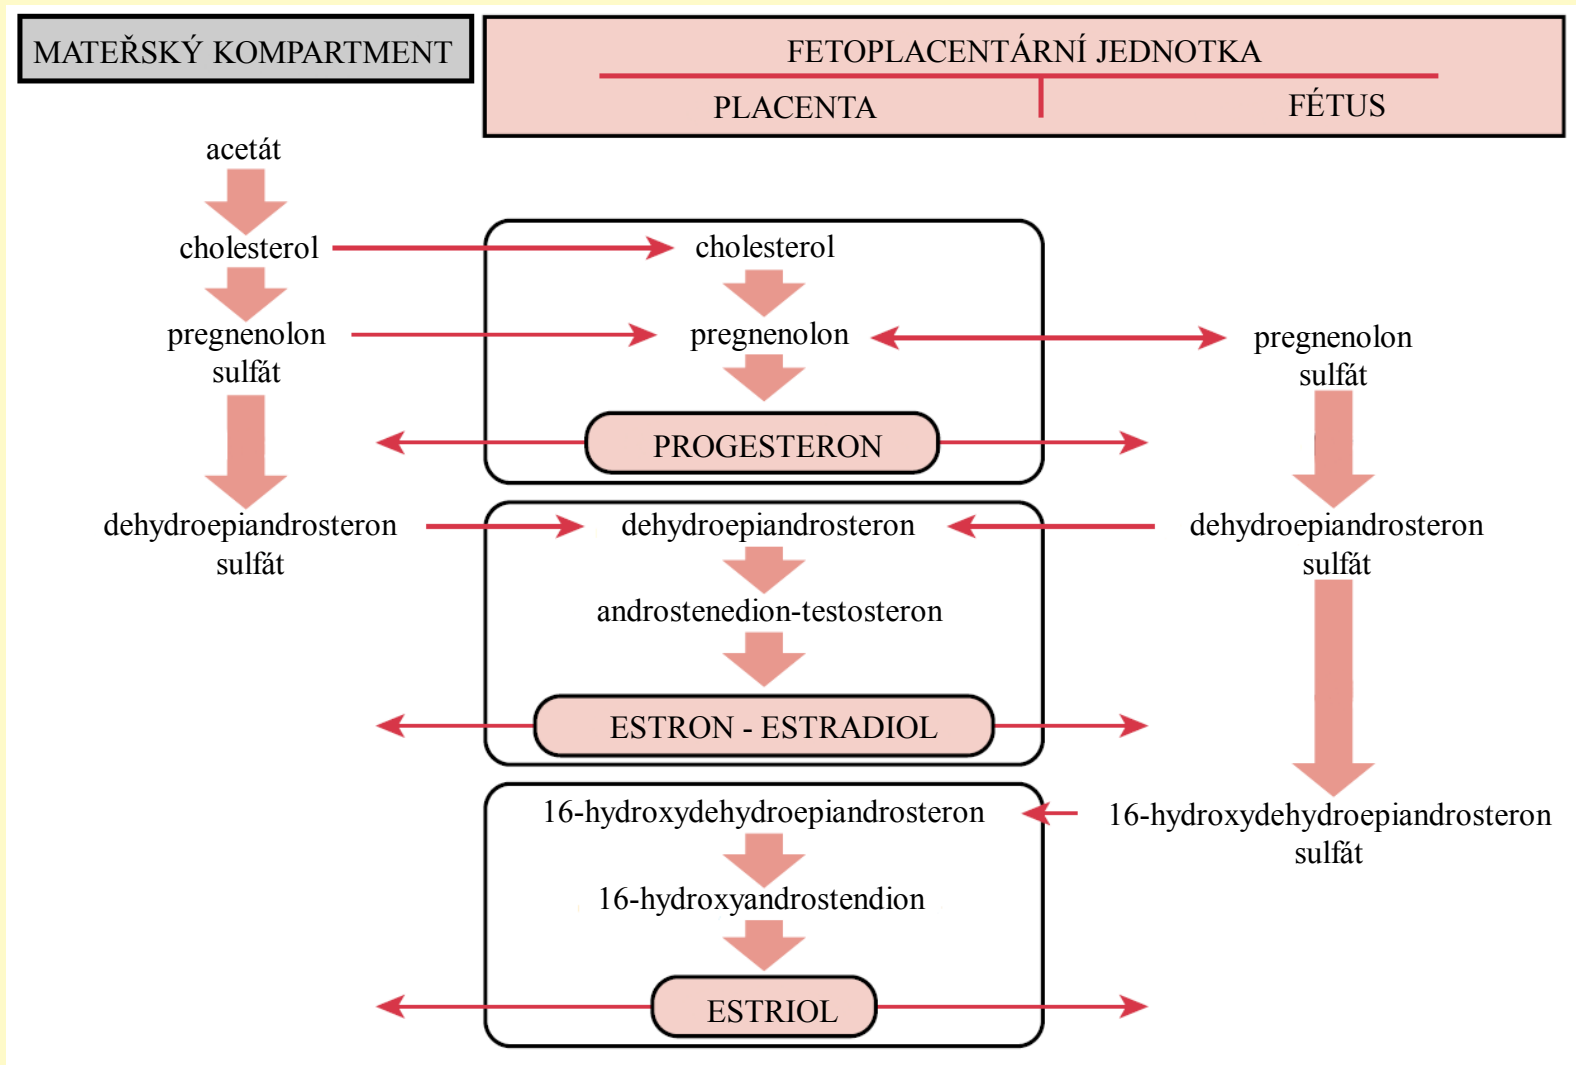 MATEŘSKÝ KOMPARTMENT
FETOPLACENTÁRNÍ JEDNOTKA
PLACENTA
FÉTUS
acetát
cholesterol
cholesterol
pregnenolon
sulfát
pregnenolon
pregnenolon
sulfát
PROGESTERON
dehydroepiandrosteron
sulfát
dehydroepiandrosteron
dehydroepiandrosteron
sulfát
androstenedion-testosteron
ESTRON - ESTRADIOL
16-hydroxydehydroepiandrosteron
16-hydroxydehydroepiandrosteron
sulfát
16-hydroxyandrostendion
ESTRIOL